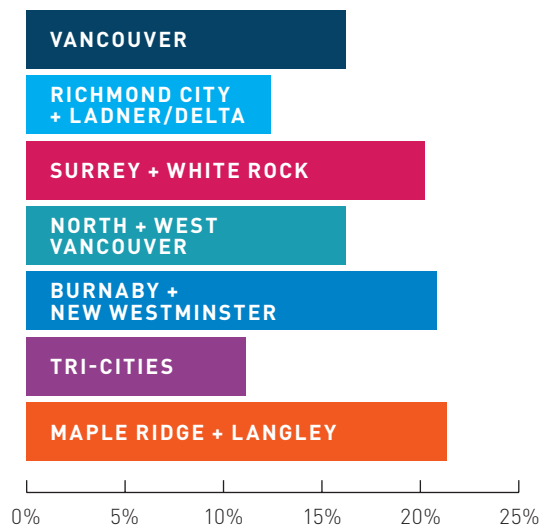 VANCOUVER
RICHMOND CITY
+ LADNER/DELTA
SURREY + WHITE ROCK
NORTH + WEST
VANCOUVER
BURNABY +
NEW WESTMINSTER
TRI-CITIES
MAPLE RIDGE + LANGLEY
0% 5% 10% 15% 20% 25%